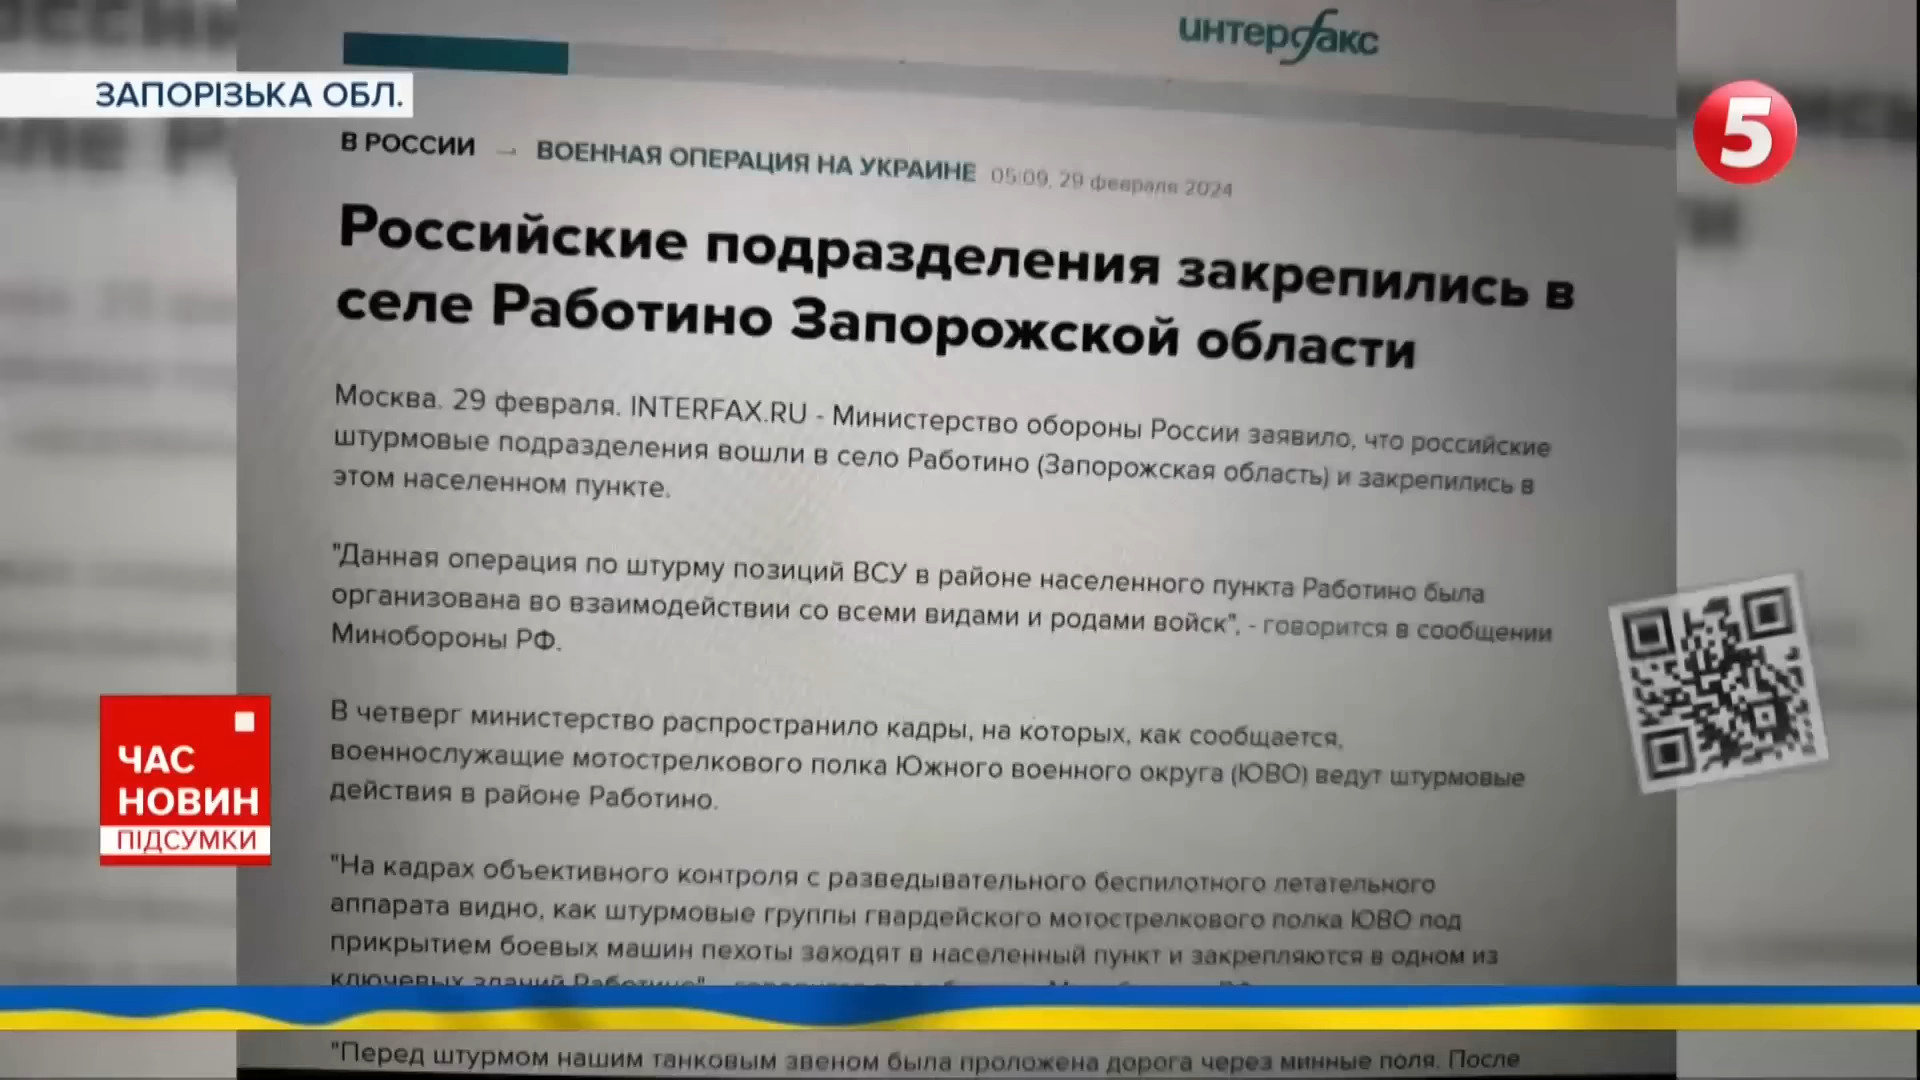 интерфакс
ЗАПОРІЗЬКА ОБЛ.
5
В РОССИИ → ВОЕННАЯ ОПЕРАЦИЯ НА УКРАИНЕ 05:09, 29 февраля 2024
Российские подразделения закрепились в
селе Работино Запорожской области
Москва. 29 февраля. INTERFAX.RU - Министерство обороны России заявило, что российские
штурмовые подразделения вошли в село Работино (Запорожская область) и закрепились в
этом населенном пункте.
"Данная операция по штурму позиций ВСУ в районе населенного пункта Работино была
организована во взаимодействии со всеми видами и родами войск", - говорится в сообщении
Минобороны РФ.
В четверг министерство распространило кадры, на которых, как сообщается,
военнослужащие мотострелкового полка Южного военного округа (ЮВО) ведут штурмовые
действия в районе Работино.
"На кадрах объективного контроля с разведывательного беспилотного летательного
аппарата видно, как штурмовые группы гвардейского мотострелкового полка ЮВО под
прикрытием боевых машин пехоты заходят в населенный пункт и закрепляются в одном из
ключевых зданий Работино"
"Перед штурмом нашим танковым звеном была проложена дорога через минные поля. После
ЧАС
НОВИН
ПІДСУМКИ